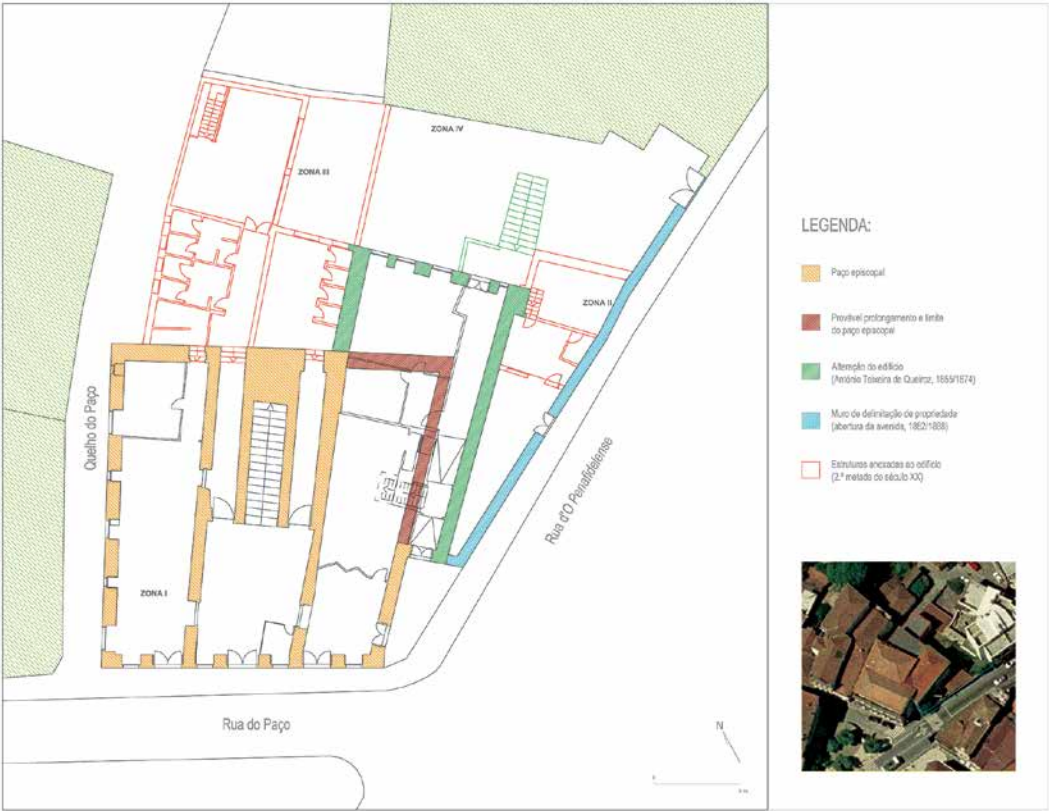 ZONA IV
ZONA III
ZONA II
ZONA I
Quelho do Paço
Rua d'O Penafidelense
Rua do Paço
N
LEGENDA:
Paço episcopal
Provável prolongamento e limite
do paço episcopal
Alteração do edifício
(António Teixeira de Queiroz, 1855/1874)
Muro de delimitação de propriedade
(abertura da avenida, 1882/1888)
Estruturas anexadas ao edifício
(2.ª metade do século XX)